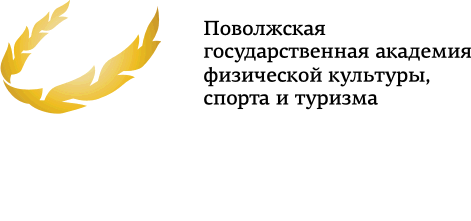 Поволжская
государственная академия
физической культуры,
спорта и туризма